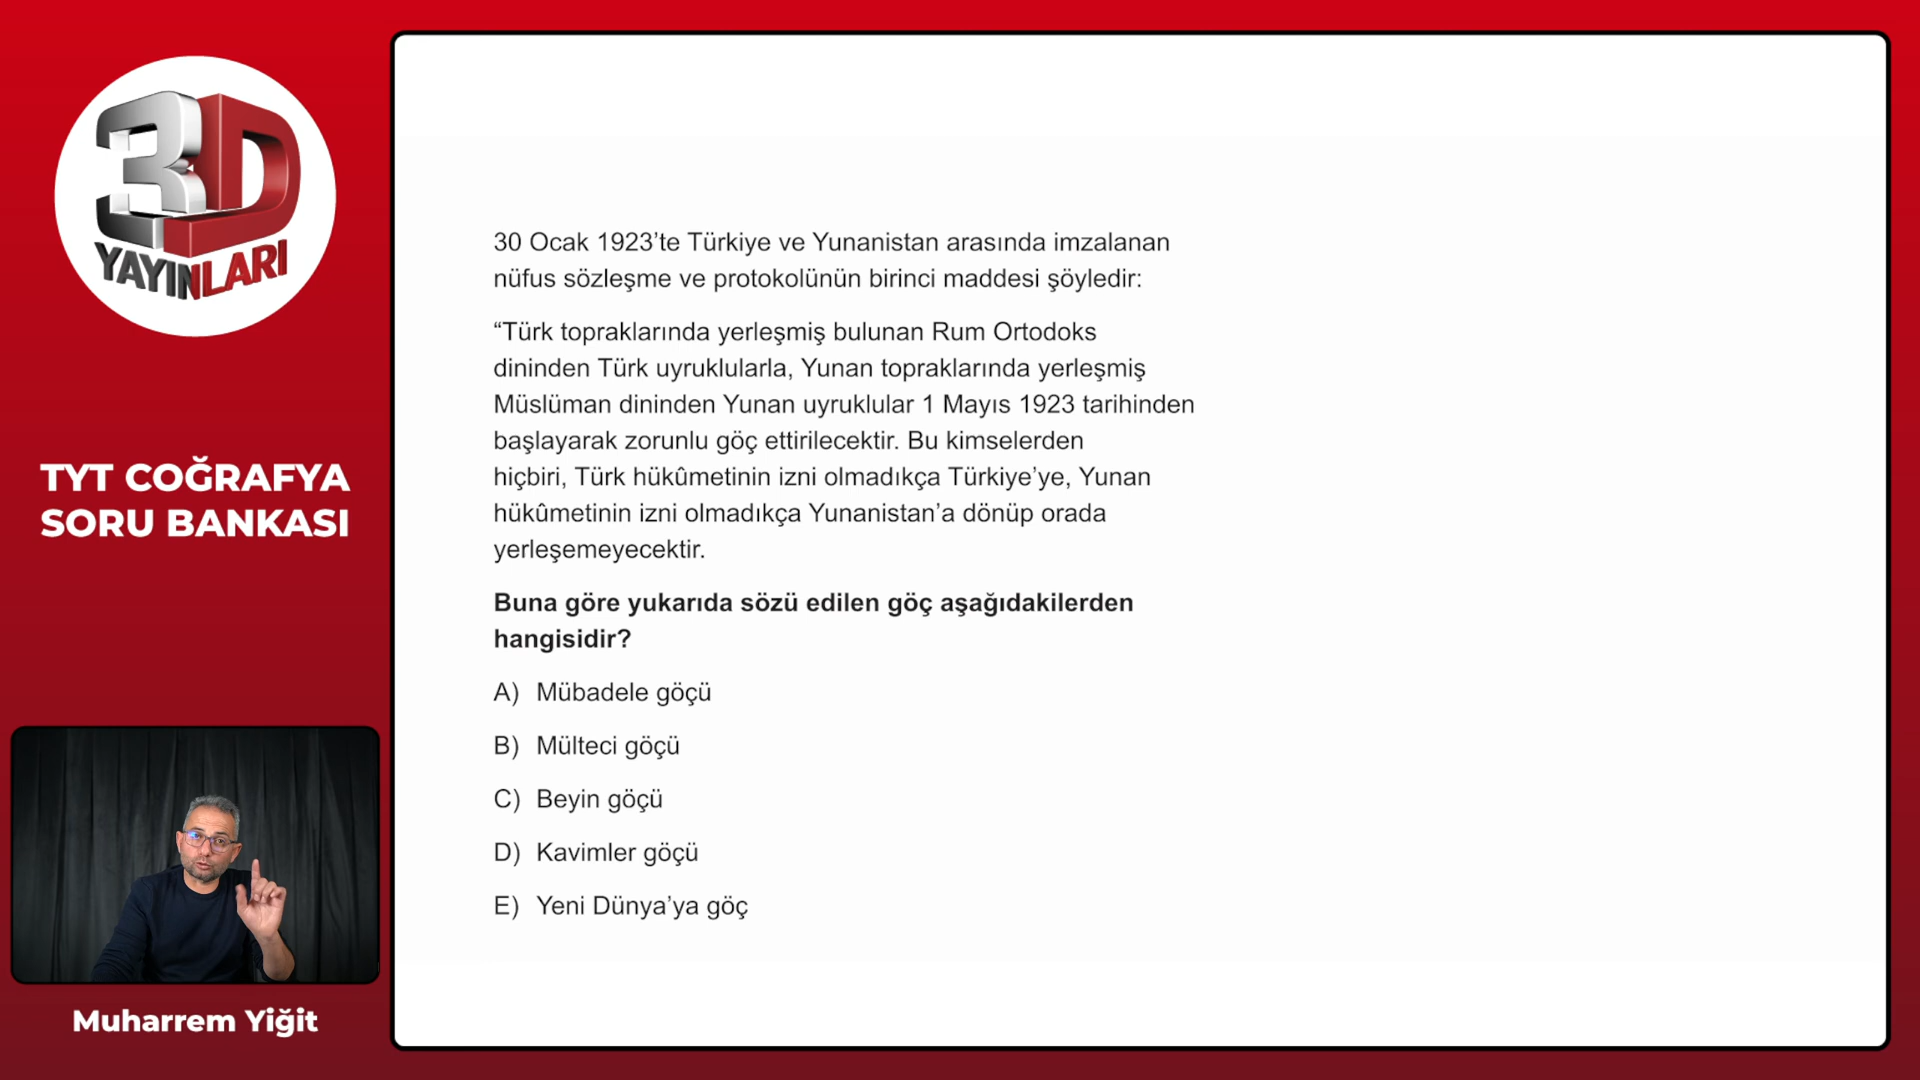 3D
YAYINLARI
TYT COĞRAFYA
SORU BANKASI
Muharrem Yiğit
30 Ocak 1923’te Türkiye ve Yunanistan arasında imzalanan
nüfus sözleşme ve protokolünün birinci maddesi şöyledir:
“Türk topraklarında yerleşmiş bulunan Rum Ortodoks
dininden Türk uyruklularla, Yunan topraklarında yerleşmiş
Müslüman dininden Yunan uyruklular 1 Mayıs 1923 tarihinden
başlayarak zorunlu göç ettirilecektir. Bu kimselerden
hiçbiri, Türk hükûmetinin izni olmadıkça Türkiye’ye, Yunan
hükûmetinin izni olmadıkça Yunanistan’a dönüp orada
yerleşemeyecektir.
Buna göre yukarıda sözü edilen göç aşağıdakilerden
hangisidir?
A) Mübadele göçü
B) Mülteci göçü
C) Beyin göçü
D) Kavimler göçü
E) Yeni Dünya’ya göç